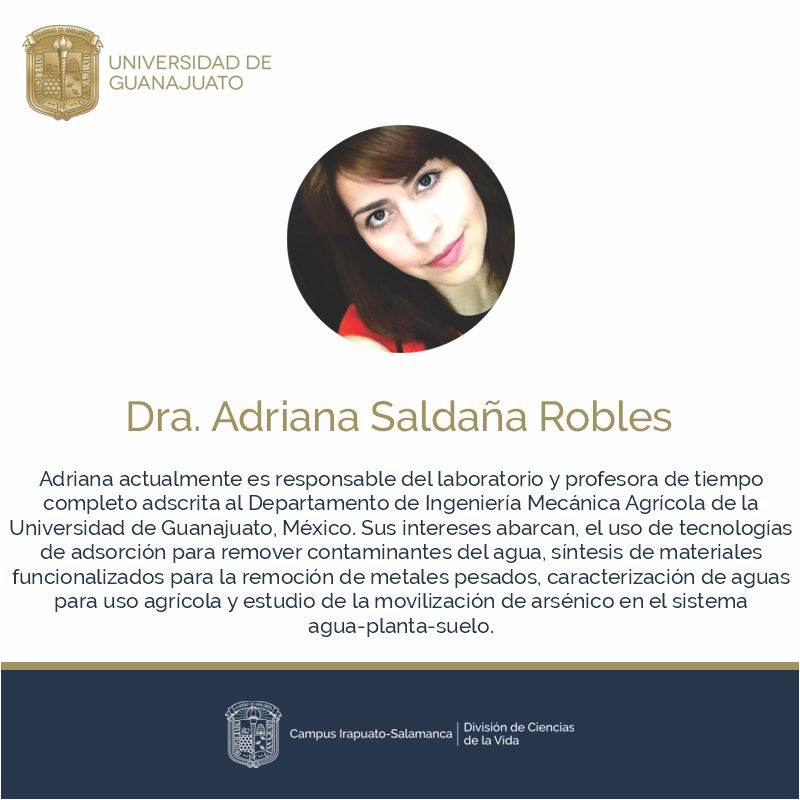 UNIVERSIDAD DE
GUANAJUATO
Dra. Adriana Saldaña Robles
Adriana actualmente es responsable del laboratorio y profesora de tiempo
completo adscrita al Departamento de Ingeniería Mecánica Agrícola de la
Universidad de Guanajuato, México. Sus intereses abarcan, el uso de tecnologías
de adsorción para remover contaminantes del agua, síntesis de materiales
funcionalizados para la remoción de metales pesados, caracterización de aguas
para uso agrícola y estudio de la movilización de arsénico en el sistema
agua-planta-suelo.
Campus Irapuato-Salamanca
División de Ciencias
de la Vida